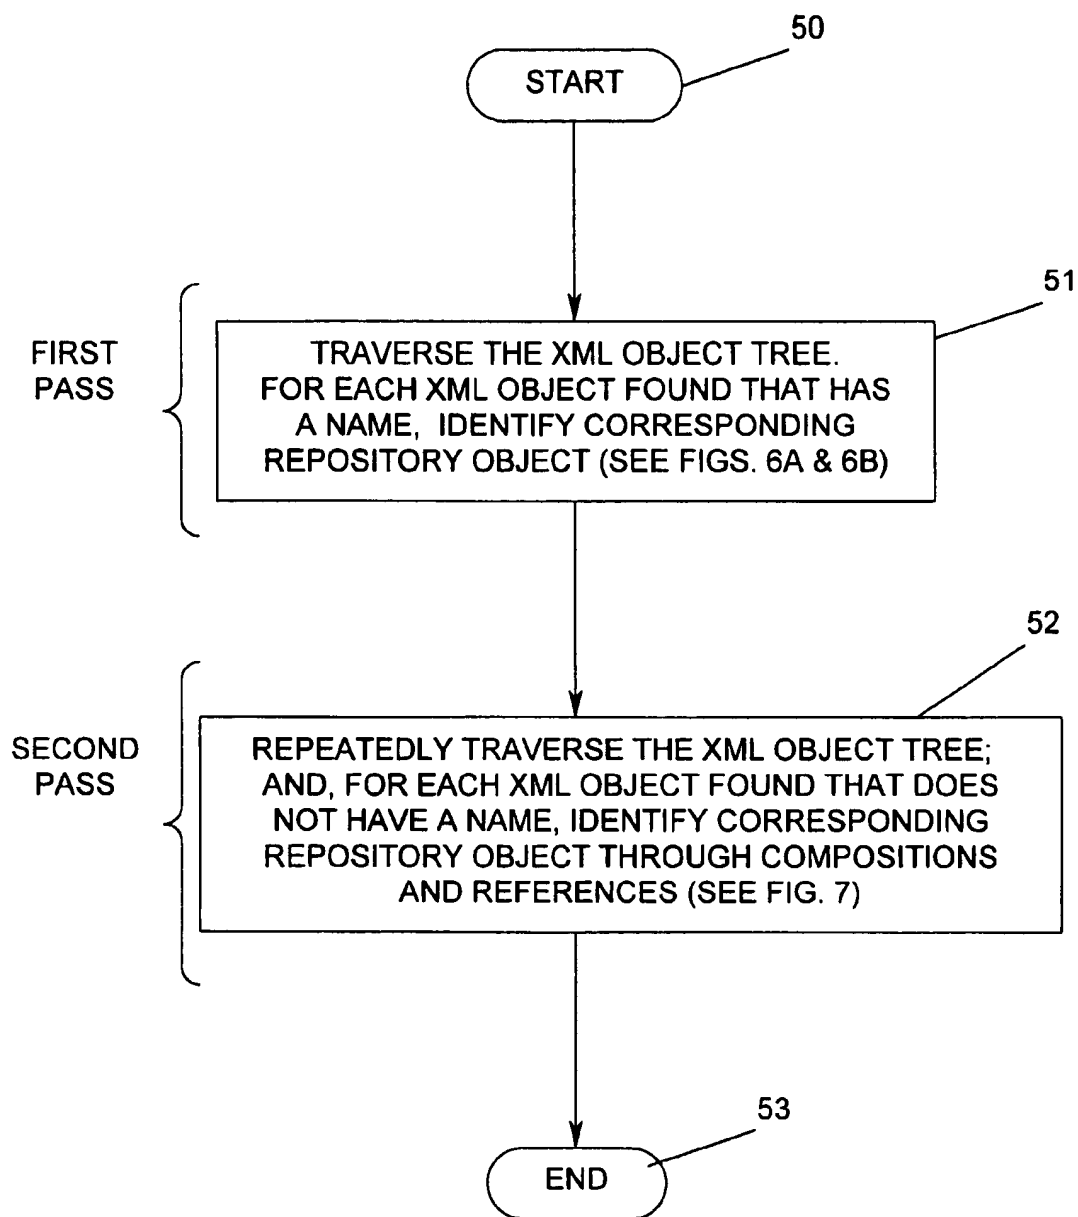 50
START
51
FIRST
PASS
TRAVERSE THE XML OBJECT TREE.
FOR EACH XML OBJECT FOUND THAT HAS
A NAME, IDENTIFY CORRESPONDING
REPOSITORY OBJECT (SEE FIGS. 6A & 6B)
52
SECOND
PASS
REPEATEDLY TRAVERSE THE XML OBJECT TREE;
AND, FOR EACH XML OBJECT FOUND THAT DOES
NOT HAVE A NAME, IDENTIFY CORRESPONDING
REPOSITORY OBJECT THROUGH COMPOSITIONS
AND REFERENCES (SEE FIG. 7)
53
END